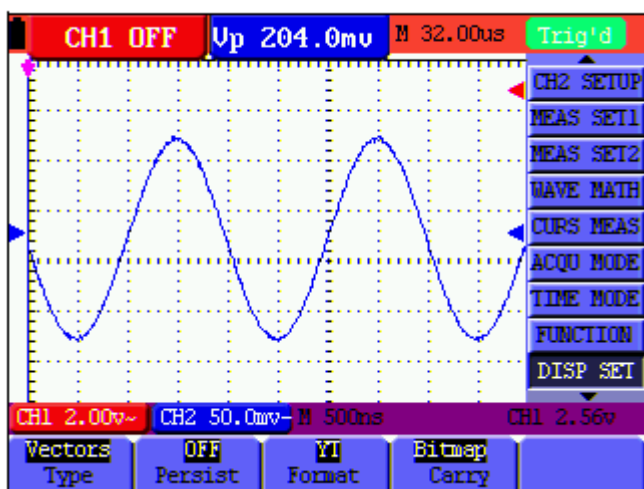 CH1 OFF Vp 204.0mv M 32.00us Trig'd
CH2 SETUP
MEAS SET1
MEAS SET2
WAVE MATH
CURS MEAS
ACQU MODE
TIME MODE
FUNCTION
DISP SET
CH1 2.00v~ CH2 50.0mv- M 500ns CH1 2.56v
Vectors OFF YT Bitmap
Type Persist Format Carry